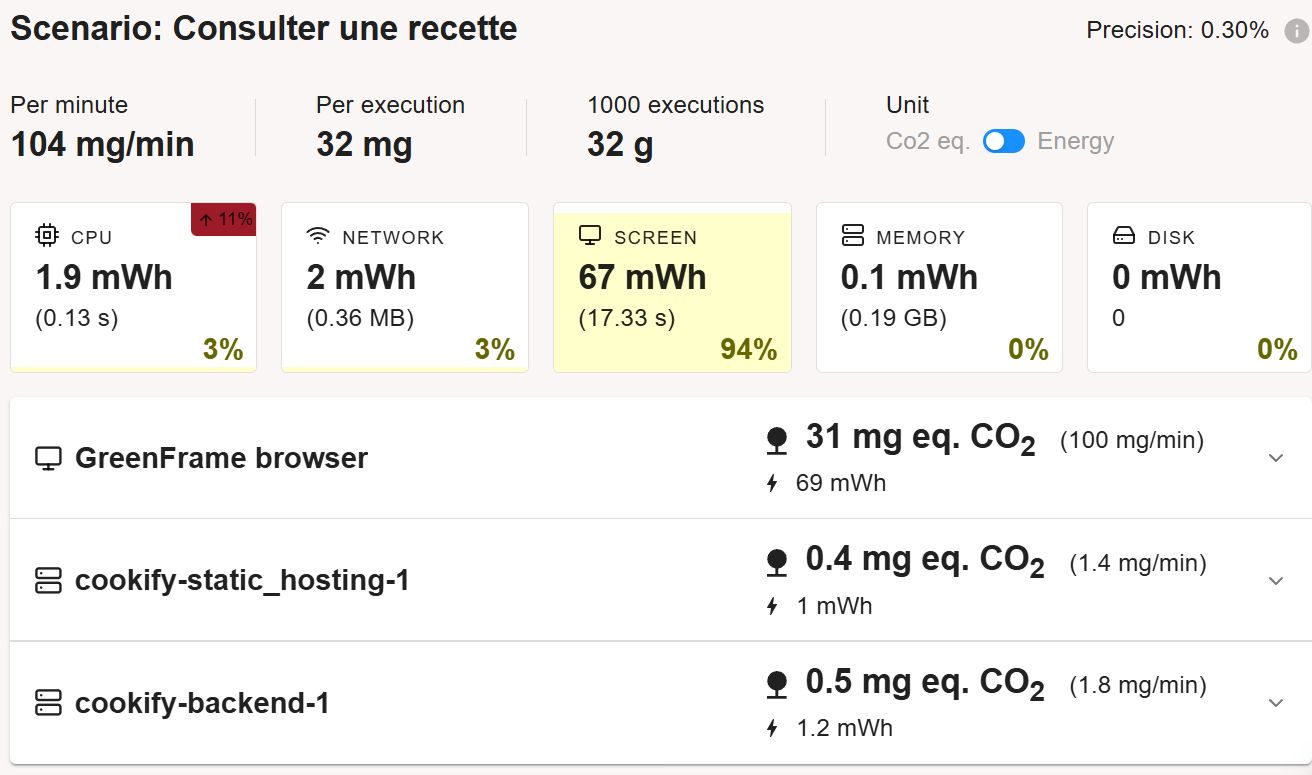 Scenario: Consulter une recette
Precision: 0.30%
Per minute
104 mg/min
Per execution
32 mg
1000 executions
32 g
Unit
Co2 eq.
Energy
CPU
↑ 11%
1.9 mWh
(0.13 s)
3%
NETWORK
2 mWh
(0.36 MB)
3%
SCREEN
67 mWh
(17.33 s)
94%
MEMORY
0.1 mWh
(0.19 GB)
0%
DISK
0 mWh
0
0%
GreenFrame browser
31 mg eq. CO2 (100 mg/min)
69 mWh
cookify-static_hosting-1
0.4 mg eq. CO2 (1.4 mg/min)
1 mWh
cookify-backend-1
0.5 mg eq. CO2 (1.8 mg/min)
1.2 mWh